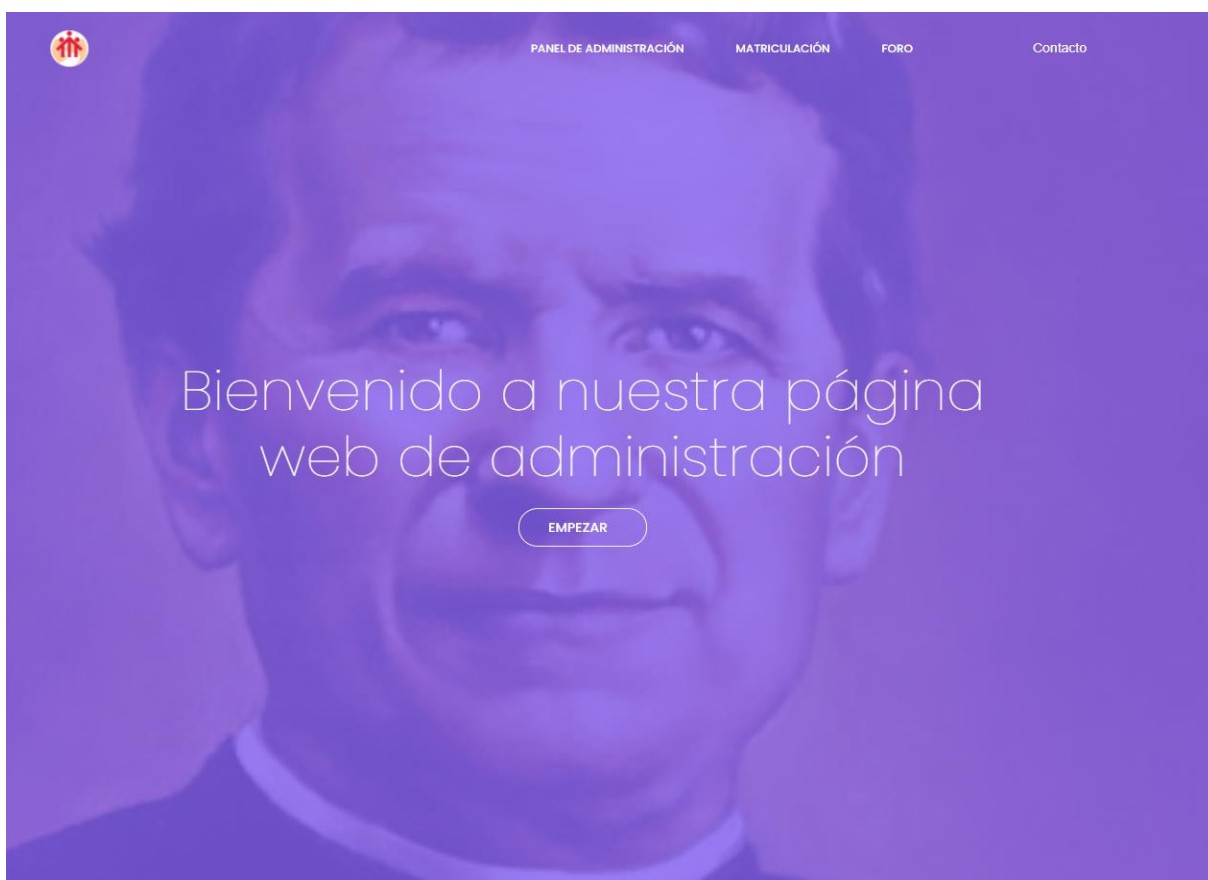 PANEL DE ADMINISTRACIÓN MATRICULACIÓN FORO Contacto
Bienvenido a nuestra página
web de administración
EMPEZAR